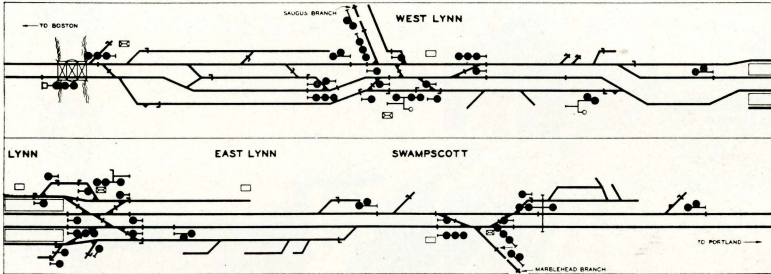 SAUGUS BRANCH
WEST LYNN
TO BOSTON
LYNN
EAST LYNN
SWAMPSCOTT
TO PORTLAND
MARBLEHEAD BRANCH